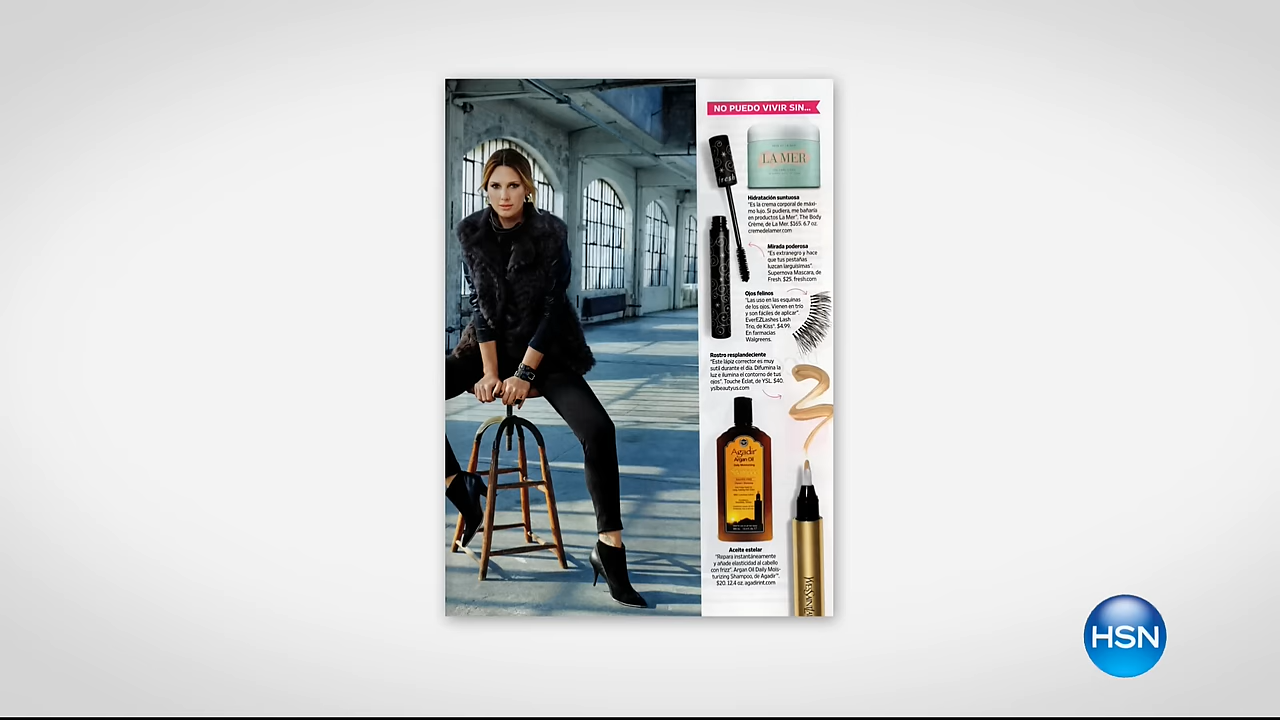 NO PUEDO VIVIR SIN...
LA MER
fresh
Hidratación suntuosa
"Es la crema corporal de máxi-
mo lujo. Si pudiera, me bañaría
en productos La Mer". The Body
Crème, de La Mer. $165. 6.7 oz.
cremedelamer.com
Mirada poderosa
"Es extranegro y hace
que tus pestañas
luzcan larguísimas".
Supernova Mascara, de
Fresh. $25. fresh.com
Ojos felinos
"Las uso en las esquinas
de los ojos. Vienen en trío
y son fáciles de aplicar".
EverEZLashes Lash
Trio, de Kiss®. $4.99.
En farmacias
Walgreens.
Rostro resplandeciente
"Este lápiz corrector es muy
sutil durante el día. Difumina la
luz e ilumina el contorno de tus
ojos". Touche Éclat, de YSL. $40.
yslbeautyus.com
Agadir
Argan Oil
Aceite estelar
"Repara instantáneamente
y añade elasticidad al cabello
con frizz". Argan Oil Daily Mois-
turizing Shampoo, de Agadir™.
$20. 12.4 oz. agadirint.com
HSN